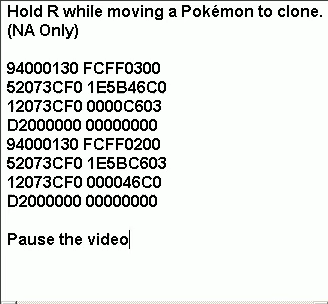 Hold R while moving a Pokémon to clone.
(NA Only)
94000130 FCFF0300
52073CF0 1E5B46C0
12073CF0 0000C603
D2000000 00000000
94000130 FCFF0200
52073CF0 1E5BC603
12073CF0 000046C0
D2000000 00000000
Pause the video